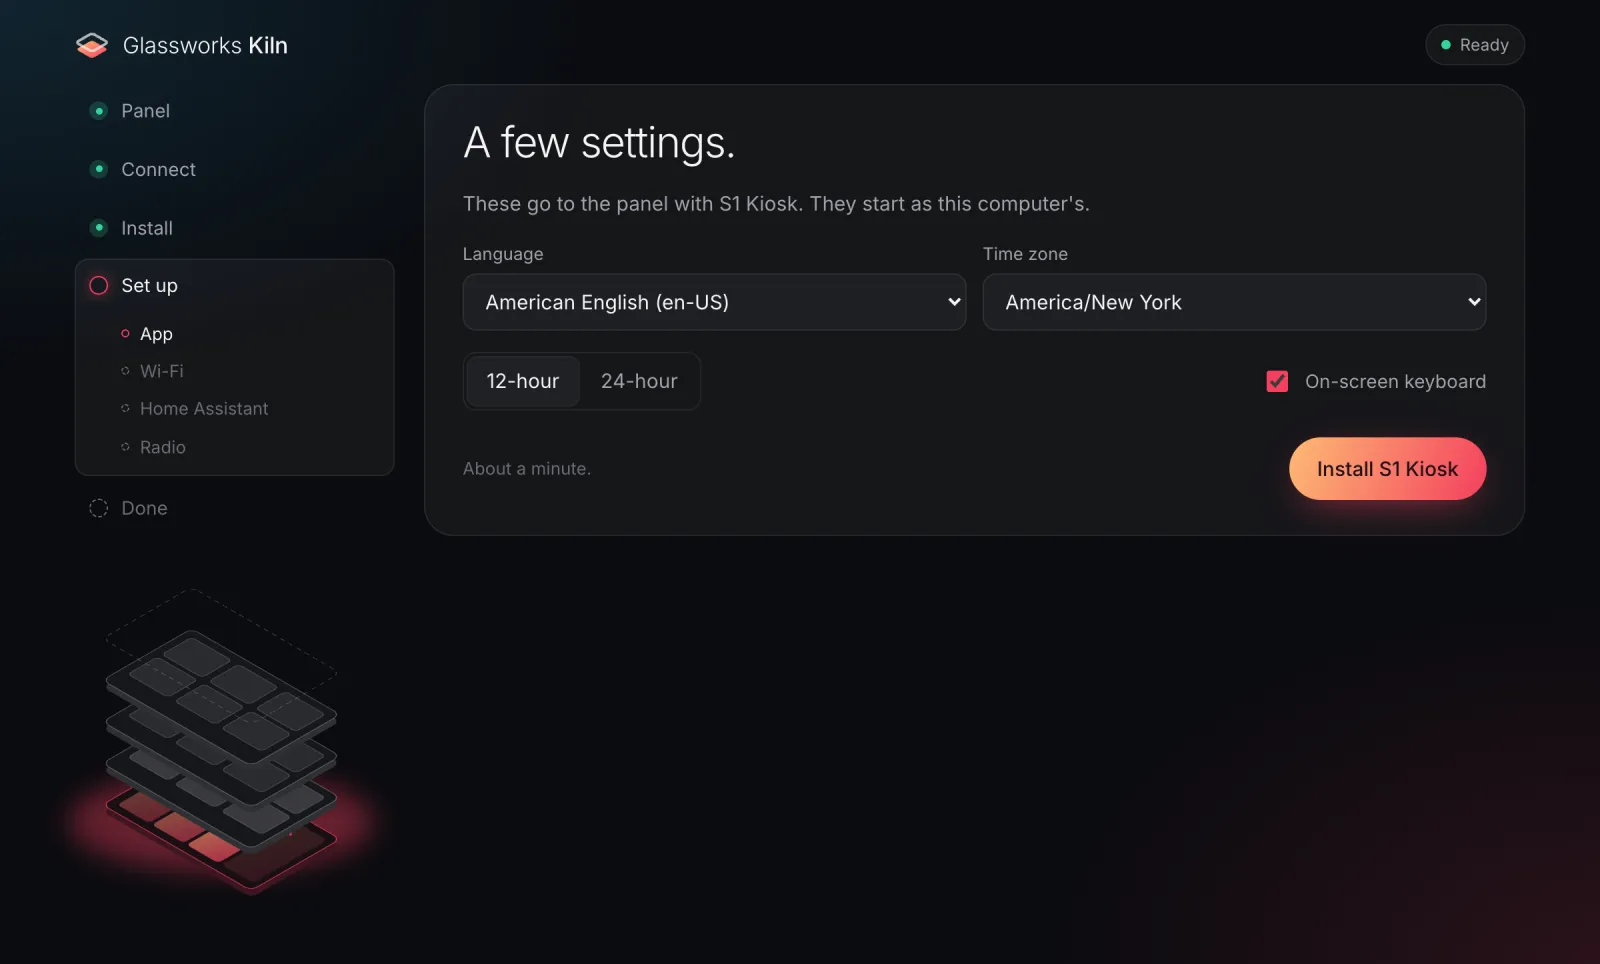 Glassworks Kiln
Ready
Panel
Connect
Install
Set up
App
Wi-Fi
Home Assistant
Radio
Done
A few settings.
These go to the panel with S1 Kiosk. They start as this computer's.
Language
Time zone
American English (en-US)
America/New York
12-hour
24-hour
On-screen keyboard
About a minute.
Install S1 Kiosk